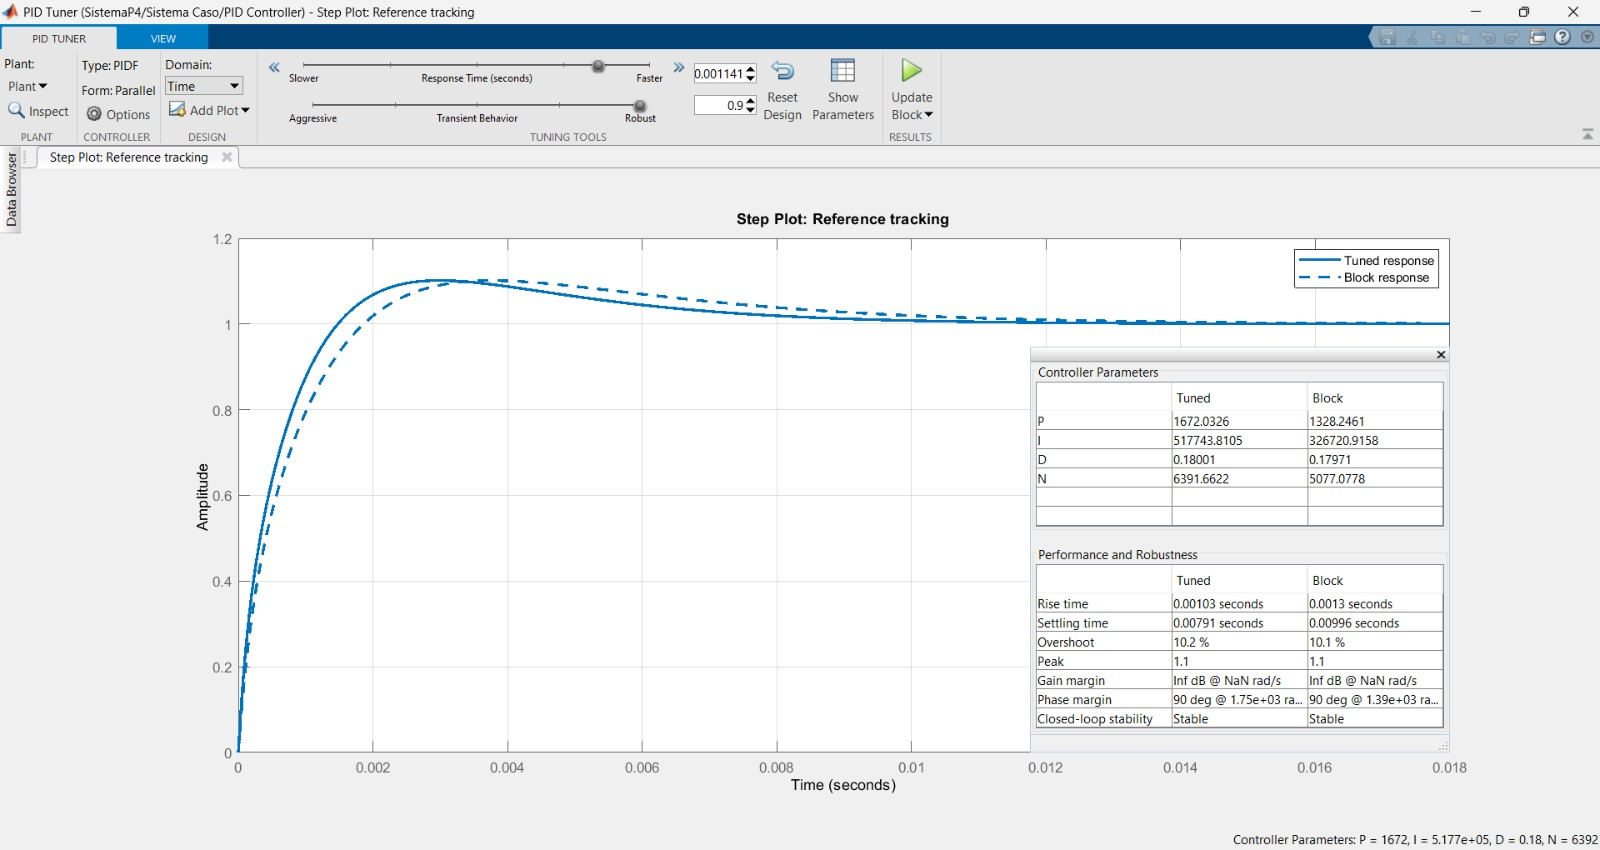 PID Tuner (SistemaP4/Sistema Caso/PID Controller) - Step Plot: Reference tracking
PID TUNER
VIEW
Plant:
Plant
Inspect
PLANT
Type: PIDF
Form: Parallel
Options
CONTROLLER
Domain:
Time
Add Plot
DESIGN
Slower
Response Time (seconds)
Faster
0.001141
Aggressive
Transient Behavior
Robust
0.9
Reset
Design
Show
Parameters
TUNING TOOLS
Update
Block
RESULTS
Data Browser
Step Plot: Reference tracking
Step Plot: Reference tracking
Tuned response
Block response
1.2
1
0.8
0.6
0.4
0.2
0
Amplitude
0 0.002 0.004 0.006 0.008 0.01 0.012 0.014 0.016 0.018
Time (seconds)
Controller Parameters
Tuned Block
P 1672.0326 1328.2461
I 517743.8105 326720.9158
D 0.18001 0.17971
N 6391.6622 5077.0778
Performance and Robustness
Tuned Block
Rise time 0.00103 seconds 0.0013 seconds
Settling time 0.00791 seconds 0.00996 seconds
Overshoot 10.2 % 10.1 %
Peak 1.1 1.1
Gain margin Inf dB @ NaN rad/s Inf dB @ NaN rad/s
Phase margin 90 deg @ 1.75e+03 ra... 90 deg @ 1.39e+03 ra...
Closed-loop stability Stable Stable
Controller Parameters: P = 1672, I = 5.177e+05, D = 0.18, N = 6392